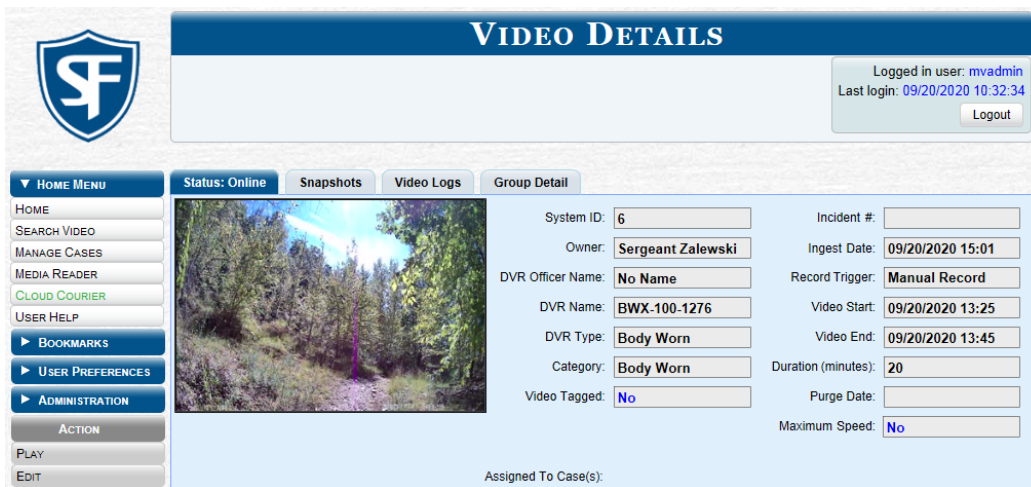 VIDEO DETAILS
SF
Logged in user: mvadmin
Last login: 09/20/2020 10:32:34
Logout
▼ HOME MENU
HOME
SEARCH VIDEO
MANAGE CASES
MEDIA READER
CLOUD COURIER
USER HELP
▶ BOOKMARKS
▶ USER PREFERENCES
▶ ADMINISTRATION
ACTION
PLAY
EDIT
Status: Online Snapshots Video Logs Group Detail
System ID: 6
Owner: Sergeant Zalewski
DVR Officer Name: No Name
DVR Name: BWX-100-1276
DVR Type: Body Worn
Category: Body Worn
Video Tagged: No
Incident #:
Ingest Date: 09/20/2020 15:01
Record Trigger: Manual Record
Video Start: 09/20/2020 13:25
Video End: 09/20/2020 13:45
Duration (minutes): 20
Purge Date:
Maximum Speed: No
Assigned To Case(s):